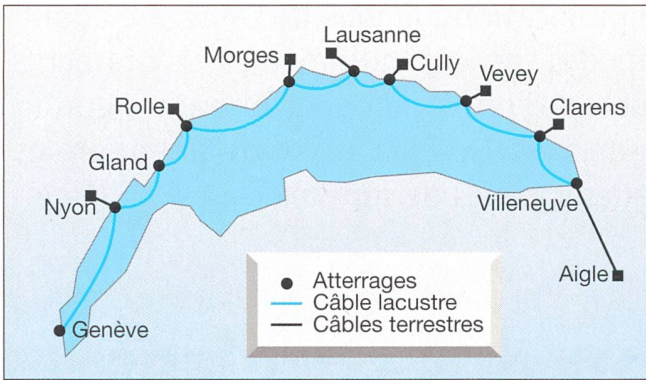 Lausanne
Morges
Cully
Vevey
Rolle
Clarens
Gland
Nyon
Villeneuve
Aigle
Genève
Atterrages
Câble lacustre
Câbles terrestres